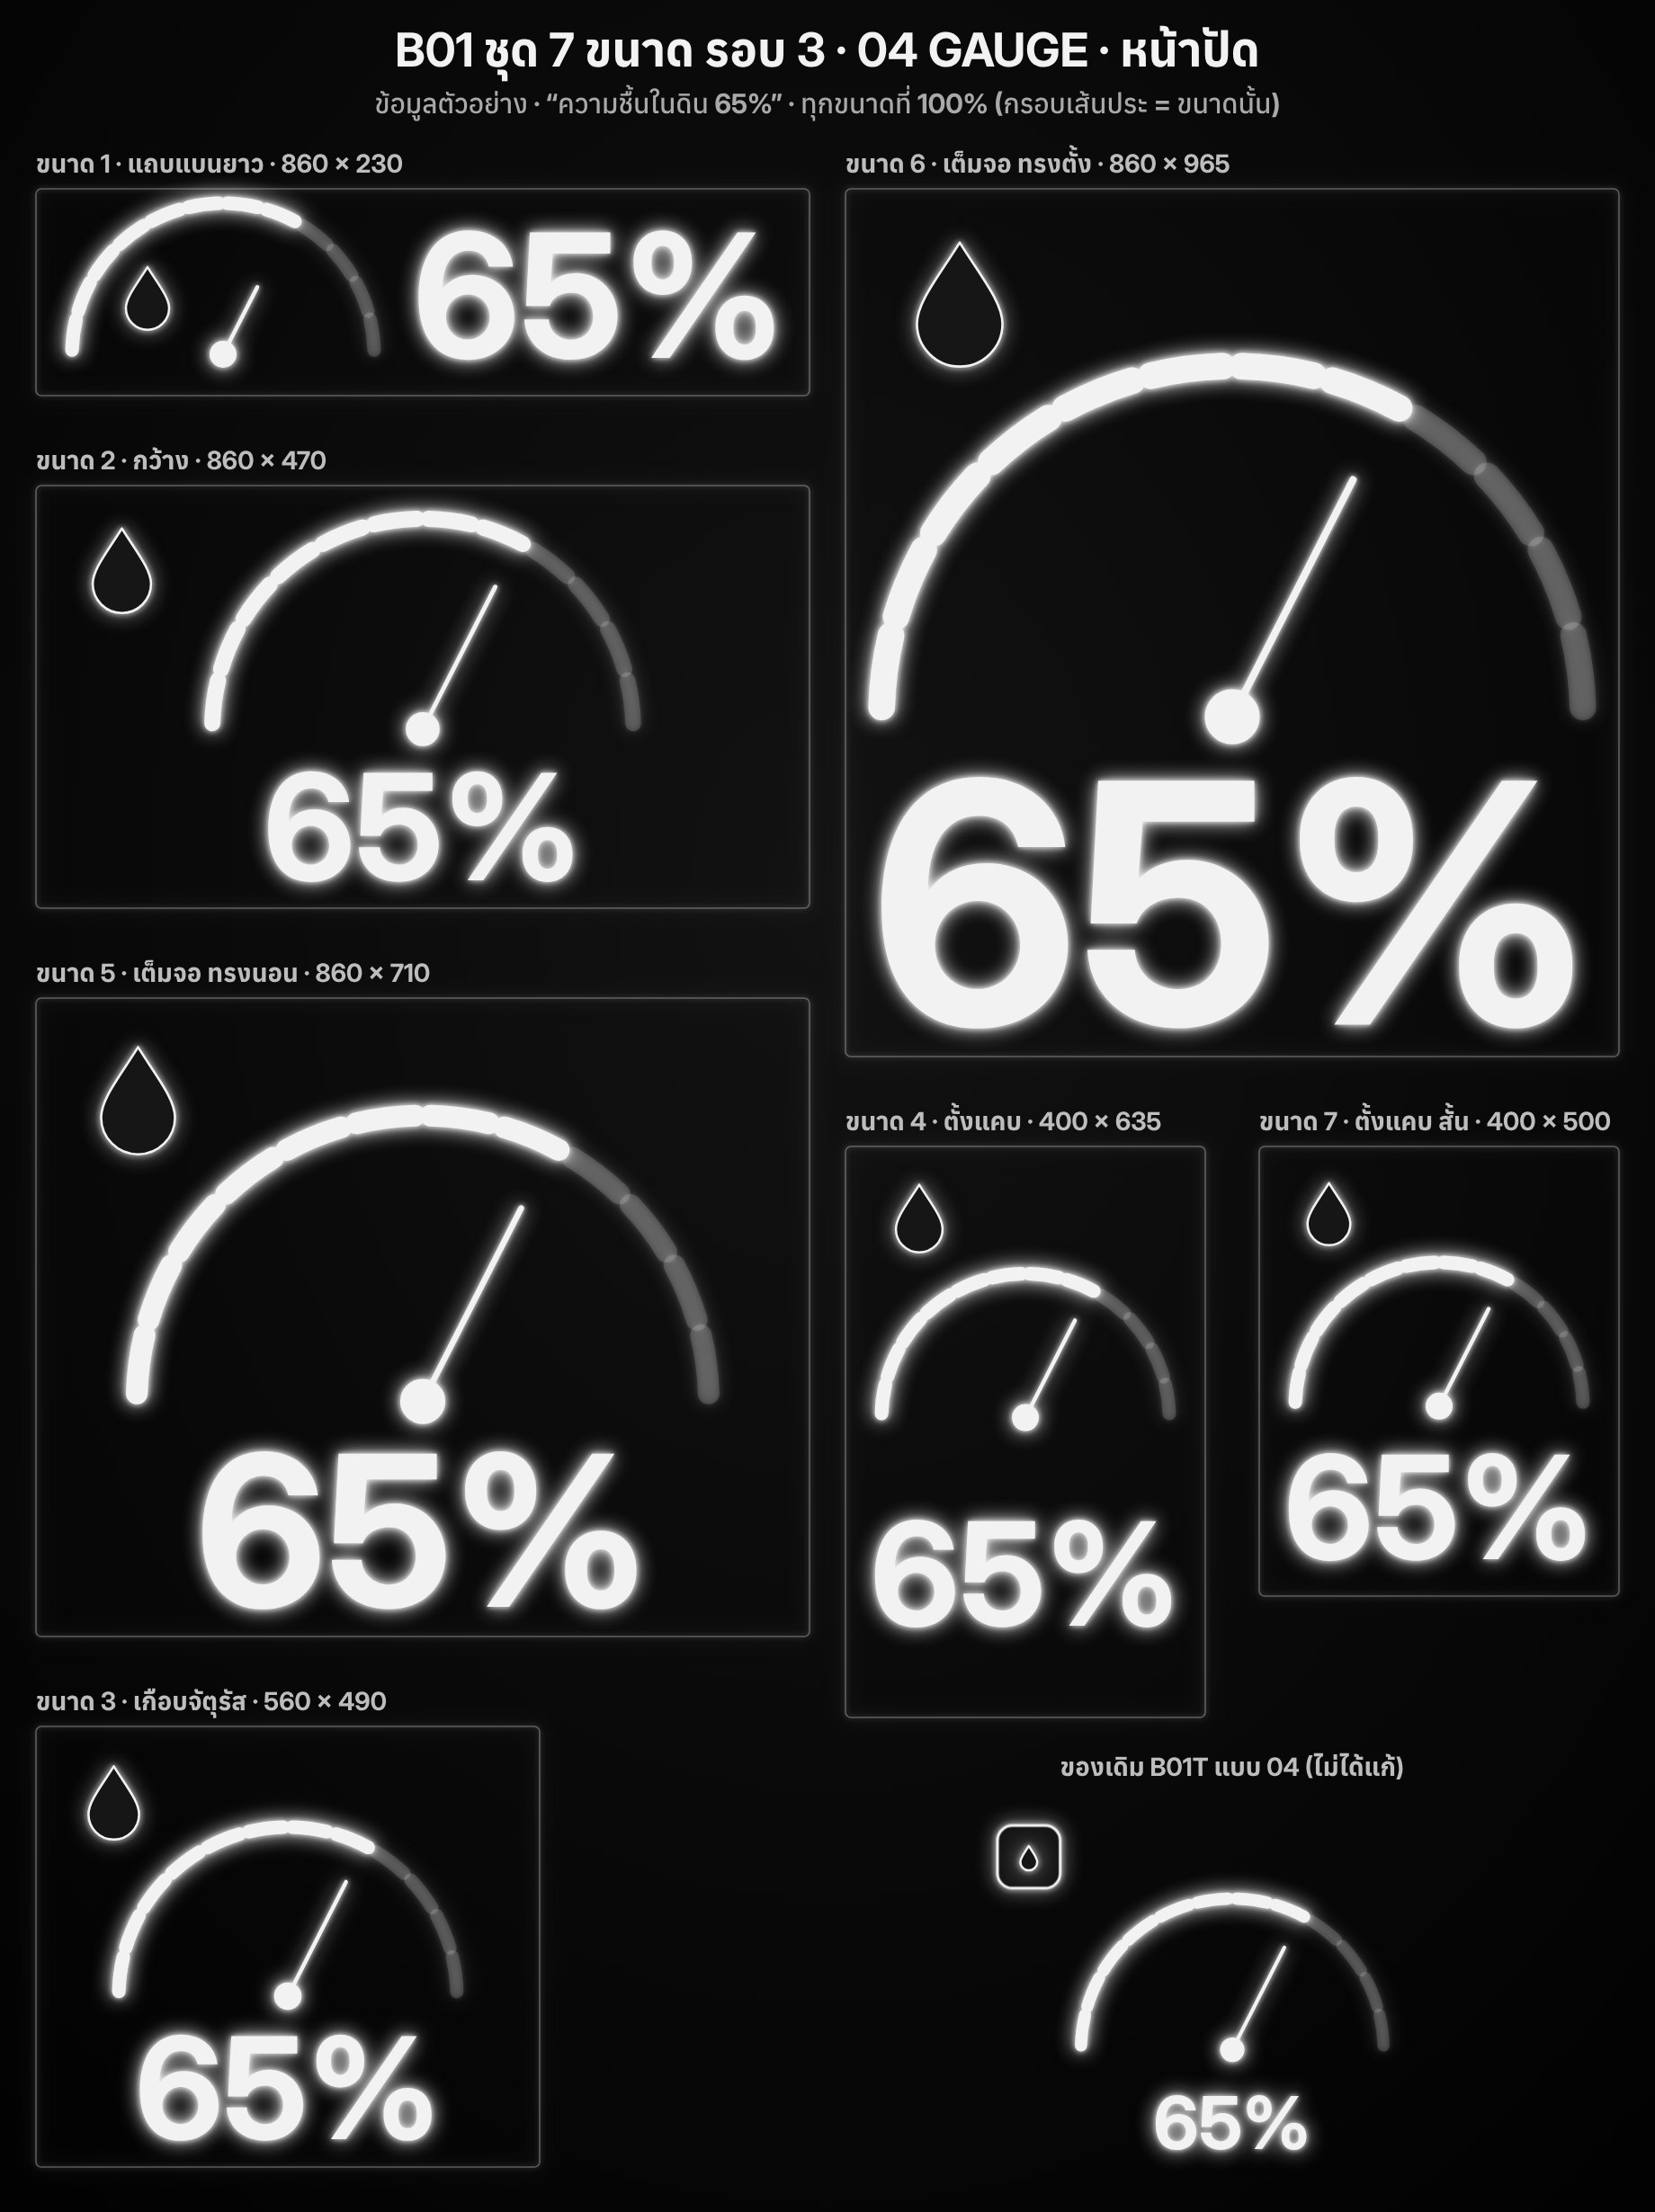 B01 ชุด 7 ขนาด รอบ 3 · 04 GAUGE · หน้าปัด
ข้อมูลตัวอย่าง · “ความชื้นในดิน 65%” · ทุกขนาดที่ 100% (กรอบเส้นประ = ขนาดนั้น)
ขนาด 1 · แถบแบนยาว · 860 × 230
65%
ขนาด 2 · กว้าง · 860 × 470
65%
ขนาด 5 · เต็มจอ ทรงนอน · 860 × 710
65%
ขนาด 3 · เกือบจัตุรัส · 560 × 490
65%
ขนาด 6 · เต็มจอ ทรงตั้ง · 860 × 965
65%
ขนาด 4 · ตั้งแคบ · 400 × 635
65%
ขนาด 7 · ตั้งแคบ สั้น · 400 × 500
65%
ของเดิม B01T แบบ 04 (ไม่ได้แก้)
65%